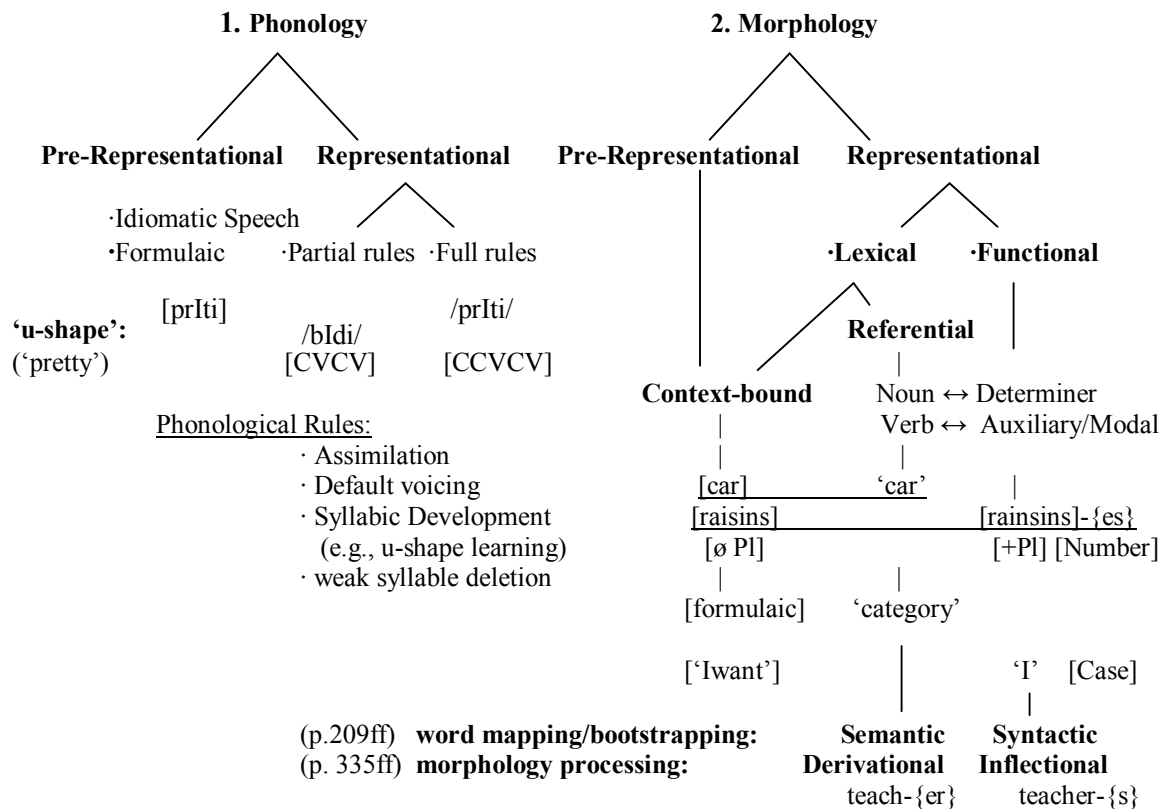 1. Phonology 2. Morphology
Pre-Representational Representational Pre-Representational Representational
·Idiomatic Speech
·Formulaic ·Partial rules ·Full rules ·Lexical ·Functional
[prIti] /prIti/
‘u-shape’: /bIdi/ Referential
(‘pretty’) [CVCV] [CCVCV]
Context-bound Noun ↔ Determiner
Phonological Rules: Verb ↔ Auxiliary/Modal
· Assimilation
· Default voicing [car] ‘car’
· Syllabic Development [raisins] [rainsins]-{es}
(e.g., u-shape learning) [ø Pl] [+Pl] [Number]
· weak syllable deletion
[formulaic] ‘category’
[‘Iwant’] ‘I’ [Case]
(p.209ff) word mapping/bootstrapping: Semantic Syntactic
(p. 335ff) morphology processing: Derivational Inflectional
teach-{er} teacher-{s}